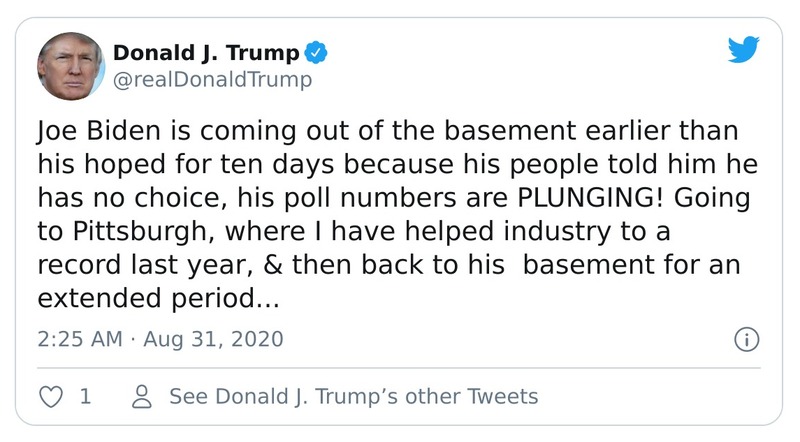 Donald J. Trump
@realDonaldTrump
Joe Biden is coming out of the basement earlier than
his hoped for ten days because his people told him he
has no choice, his poll numbers are PLUNGING! Going
to Pittsburgh, where I have helped industry to a
record last year, & then back to his  basement for an
extended period...
2:25 AM · Aug 31, 2020
1 See Donald J. Trump’s other Tweets